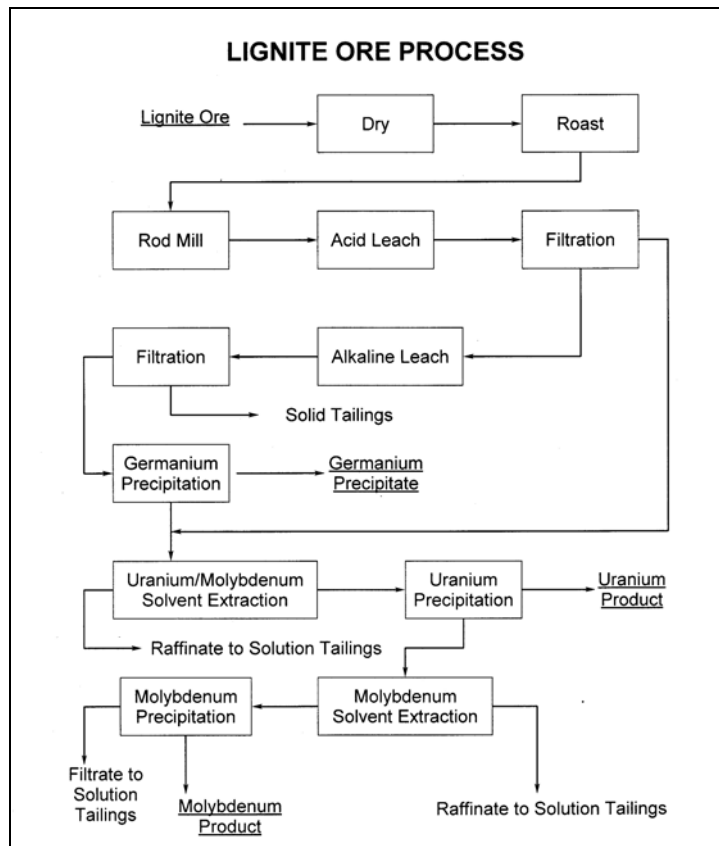 LIGNITE ORE PROCESS
Lignite Ore
Dry
Roast
Rod Mill
Acid Leach
Filtration
Filtration
Alkaline Leach
Solid Tailings
Germanium
Precipitation
Germanium
Precipitate
Uranium/Molybdenum
Solvent Extraction
Uranium
Precipitation
Uranium
Product
Raffinate to Solution Tailings
Molybdenum
Precipitation
Molybdenum
Solvent Extraction
Filtrate to
Solution
Tailings
Molybdenum
Product
Raffinate to Solution Tailings